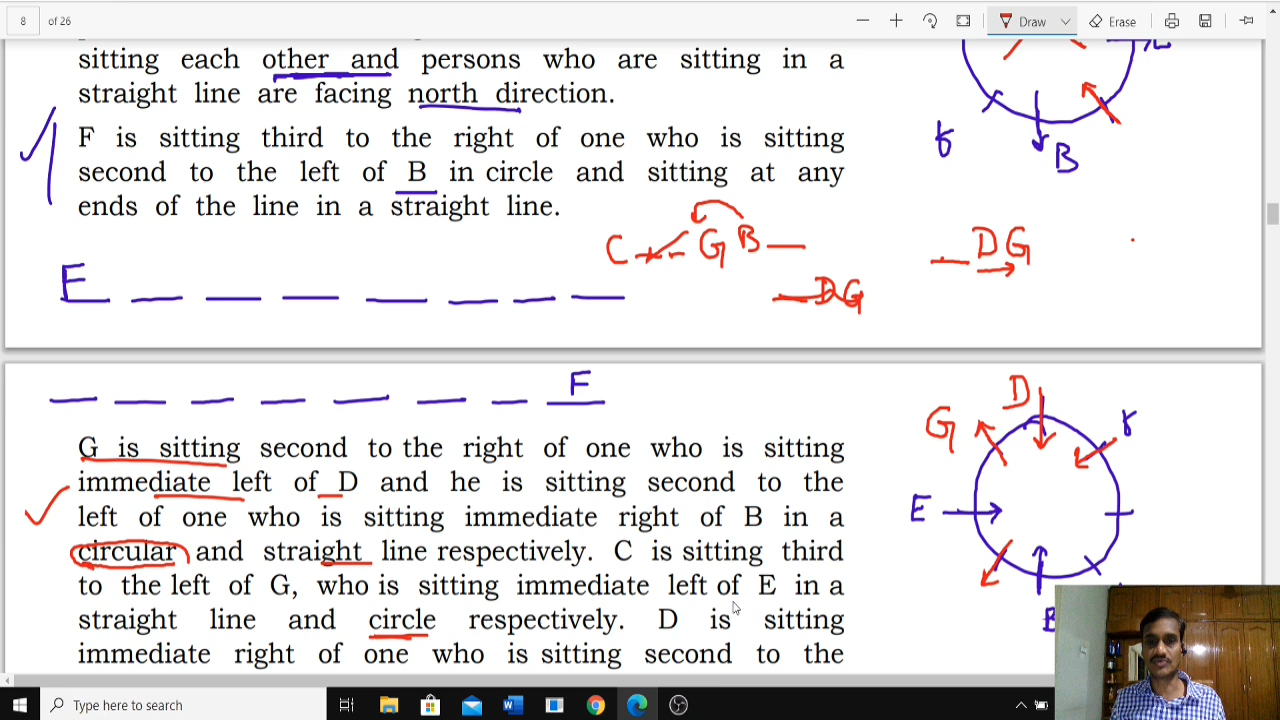 8 of 26
Draw
Erase
sitting each other and persons who are sitting in a
straight line are facing north direction.
F is sitting third to the right of one who is sitting
second to the left of B in circle and sitting at any
ends of the line in a straight line.
B
C G B
D G
F
D G
F
G is sitting second to the right of one who is sitting
immediate left of D and he is sitting second to the
left of one who is sitting immediate right of B in a
circular and straight line respectively. C is sitting third
to the left of G, who is sitting immediate left of E in a
straight line and circle respectively. D is sitting
immediate right of one who is sitting second to the
D
G
E
Type here to search